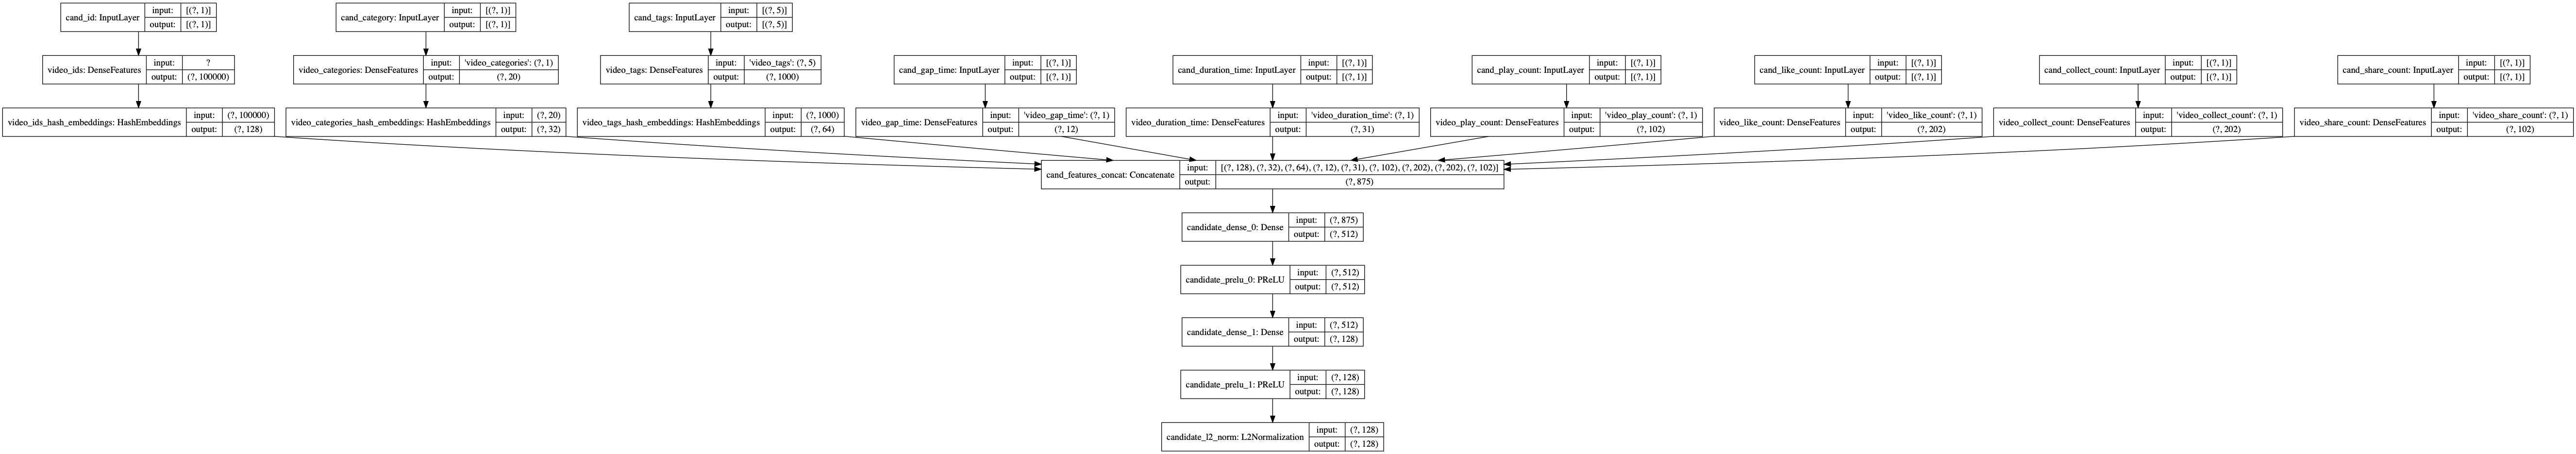 cand_id: InputLayer input: [(?, 1)] output: [(?, 1)]
cand_category: InputLayer input: [(?, 1)] output: [(?, 1)]
cand_tags: InputLayer input: [(?, 5)] output: [(?, 5)]
video_ids: DenseFeatures input: ? output: (?, 100000)
video_categories: DenseFeatures input: 'video_categories': (?, 1) output: (?, 20)
video_tags: DenseFeatures input: 'video_tags': (?, 5) output: (?, 1000)
cand_gap_time: InputLayer input: [(?, 1)] output: [(?, 1)]
cand_duration_time: InputLayer input: [(?, 1)] output: [(?, 1)]
cand_play_count: InputLayer input: [(?, 1)] output: [(?, 1)]
cand_like_count: InputLayer input: [(?, 1)] output: [(?, 1)]
cand_collect_count: InputLayer input: [(?, 1)] output: [(?, 1)]
cand_share_count: InputLayer input: [(?, 1)] output: [(?, 1)]
video_ids_hash_embeddings: HashEmbeddings input: (?, 100000) output: (?, 128)
video_categories_hash_embeddings: HashEmbeddings input: (?, 20) output: (?, 32)
video_tags_hash_embeddings: HashEmbeddings input: (?, 1000) output: (?, 64)
video_gap_time: DenseFeatures input: 'video_gap_time': (?, 1) output: (?, 12)
video_duration_time: DenseFeatures input: 'video_duration_time': (?, 1) output: (?, 31)
video_play_count: DenseFeatures input: 'video_play_count': (?, 1) output: (?, 102)
video_like_count: DenseFeatures input: 'video_like_count': (?, 1) output: (?, 202)
video_collect_count: DenseFeatures input: 'video_collect_count': (?, 1) output: (?, 202)
video_share_count: DenseFeatures input: 'video_share_count': (?, 1) output: (?, 102)
cand_features_concat: Concatenate input: [(?, 128), (?, 32), (?, 64), (?, 12), (?, 31), (?, 102), (?, 202), (?, 202), (?, 102)] output: (?, 875)
candidate_dense_0: Dense input: (?, 875) output: (?, 512)
candidate_prelu_0: PReLU input: (?, 512) output: (?, 512)
candidate_dense_1: Dense input: (?, 512) output: (?, 128)
candidate_prelu_1: PReLU input: (?, 128) output: (?, 128)
candidate_l2_norm: L2Normalization input: (?, 128) output: (?, 128)